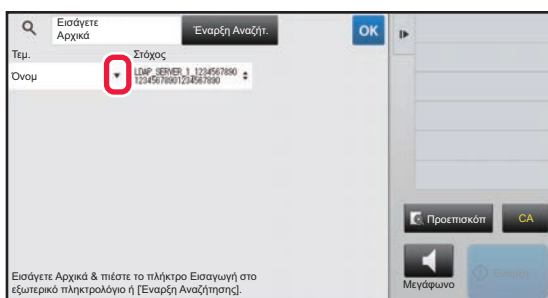 Εισάγετε
Αρχικά
Έναρξη Αναζήτ.
OK
Τεμ.
Στόχος
Όνομ
LDAP_SERVER_1_1234567890
12345678901234567890
Προεπισκόπ
CA
Μεγάφωνο
Έναρξη
Εισάγετε Αρχικά & πιέστε το πλήκτρο Εισαγωγή στο
εξωτερικό πληκτρολόγιο ή [Έναρξη Αναζήτησης].